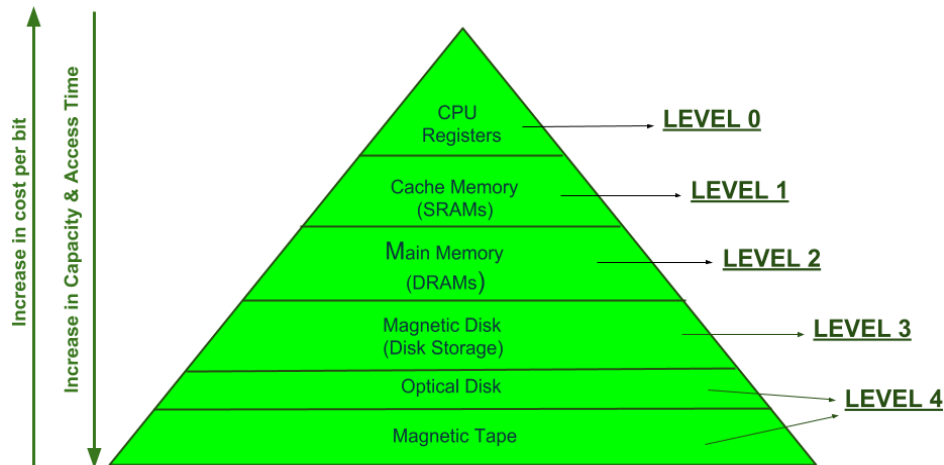 Increase in cost per bit
Increase in Capacity & Access Time
CPU
Registers
LEVEL 0
Cache Memory
(SRAMs)
LEVEL 1
Main Memory
(DRAMs)
LEVEL 2
Magnetic Disk
(Disk Storage)
LEVEL 3
Optical Disk
LEVEL 4
Magnetic Tape